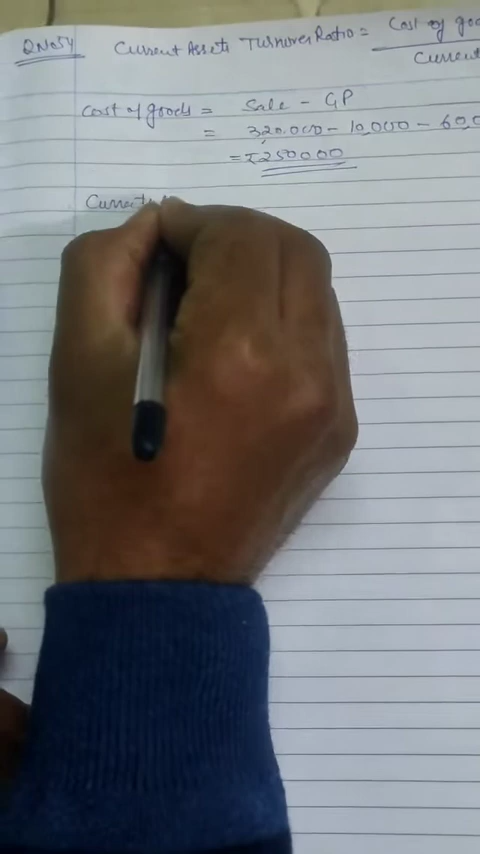 QNo54 Current Assets Turnover Ratio = Cost of goo
Current
Cost of goods = Sale - GP
= 320,000 - 10,000 - 60,0
= ₹250000
Current